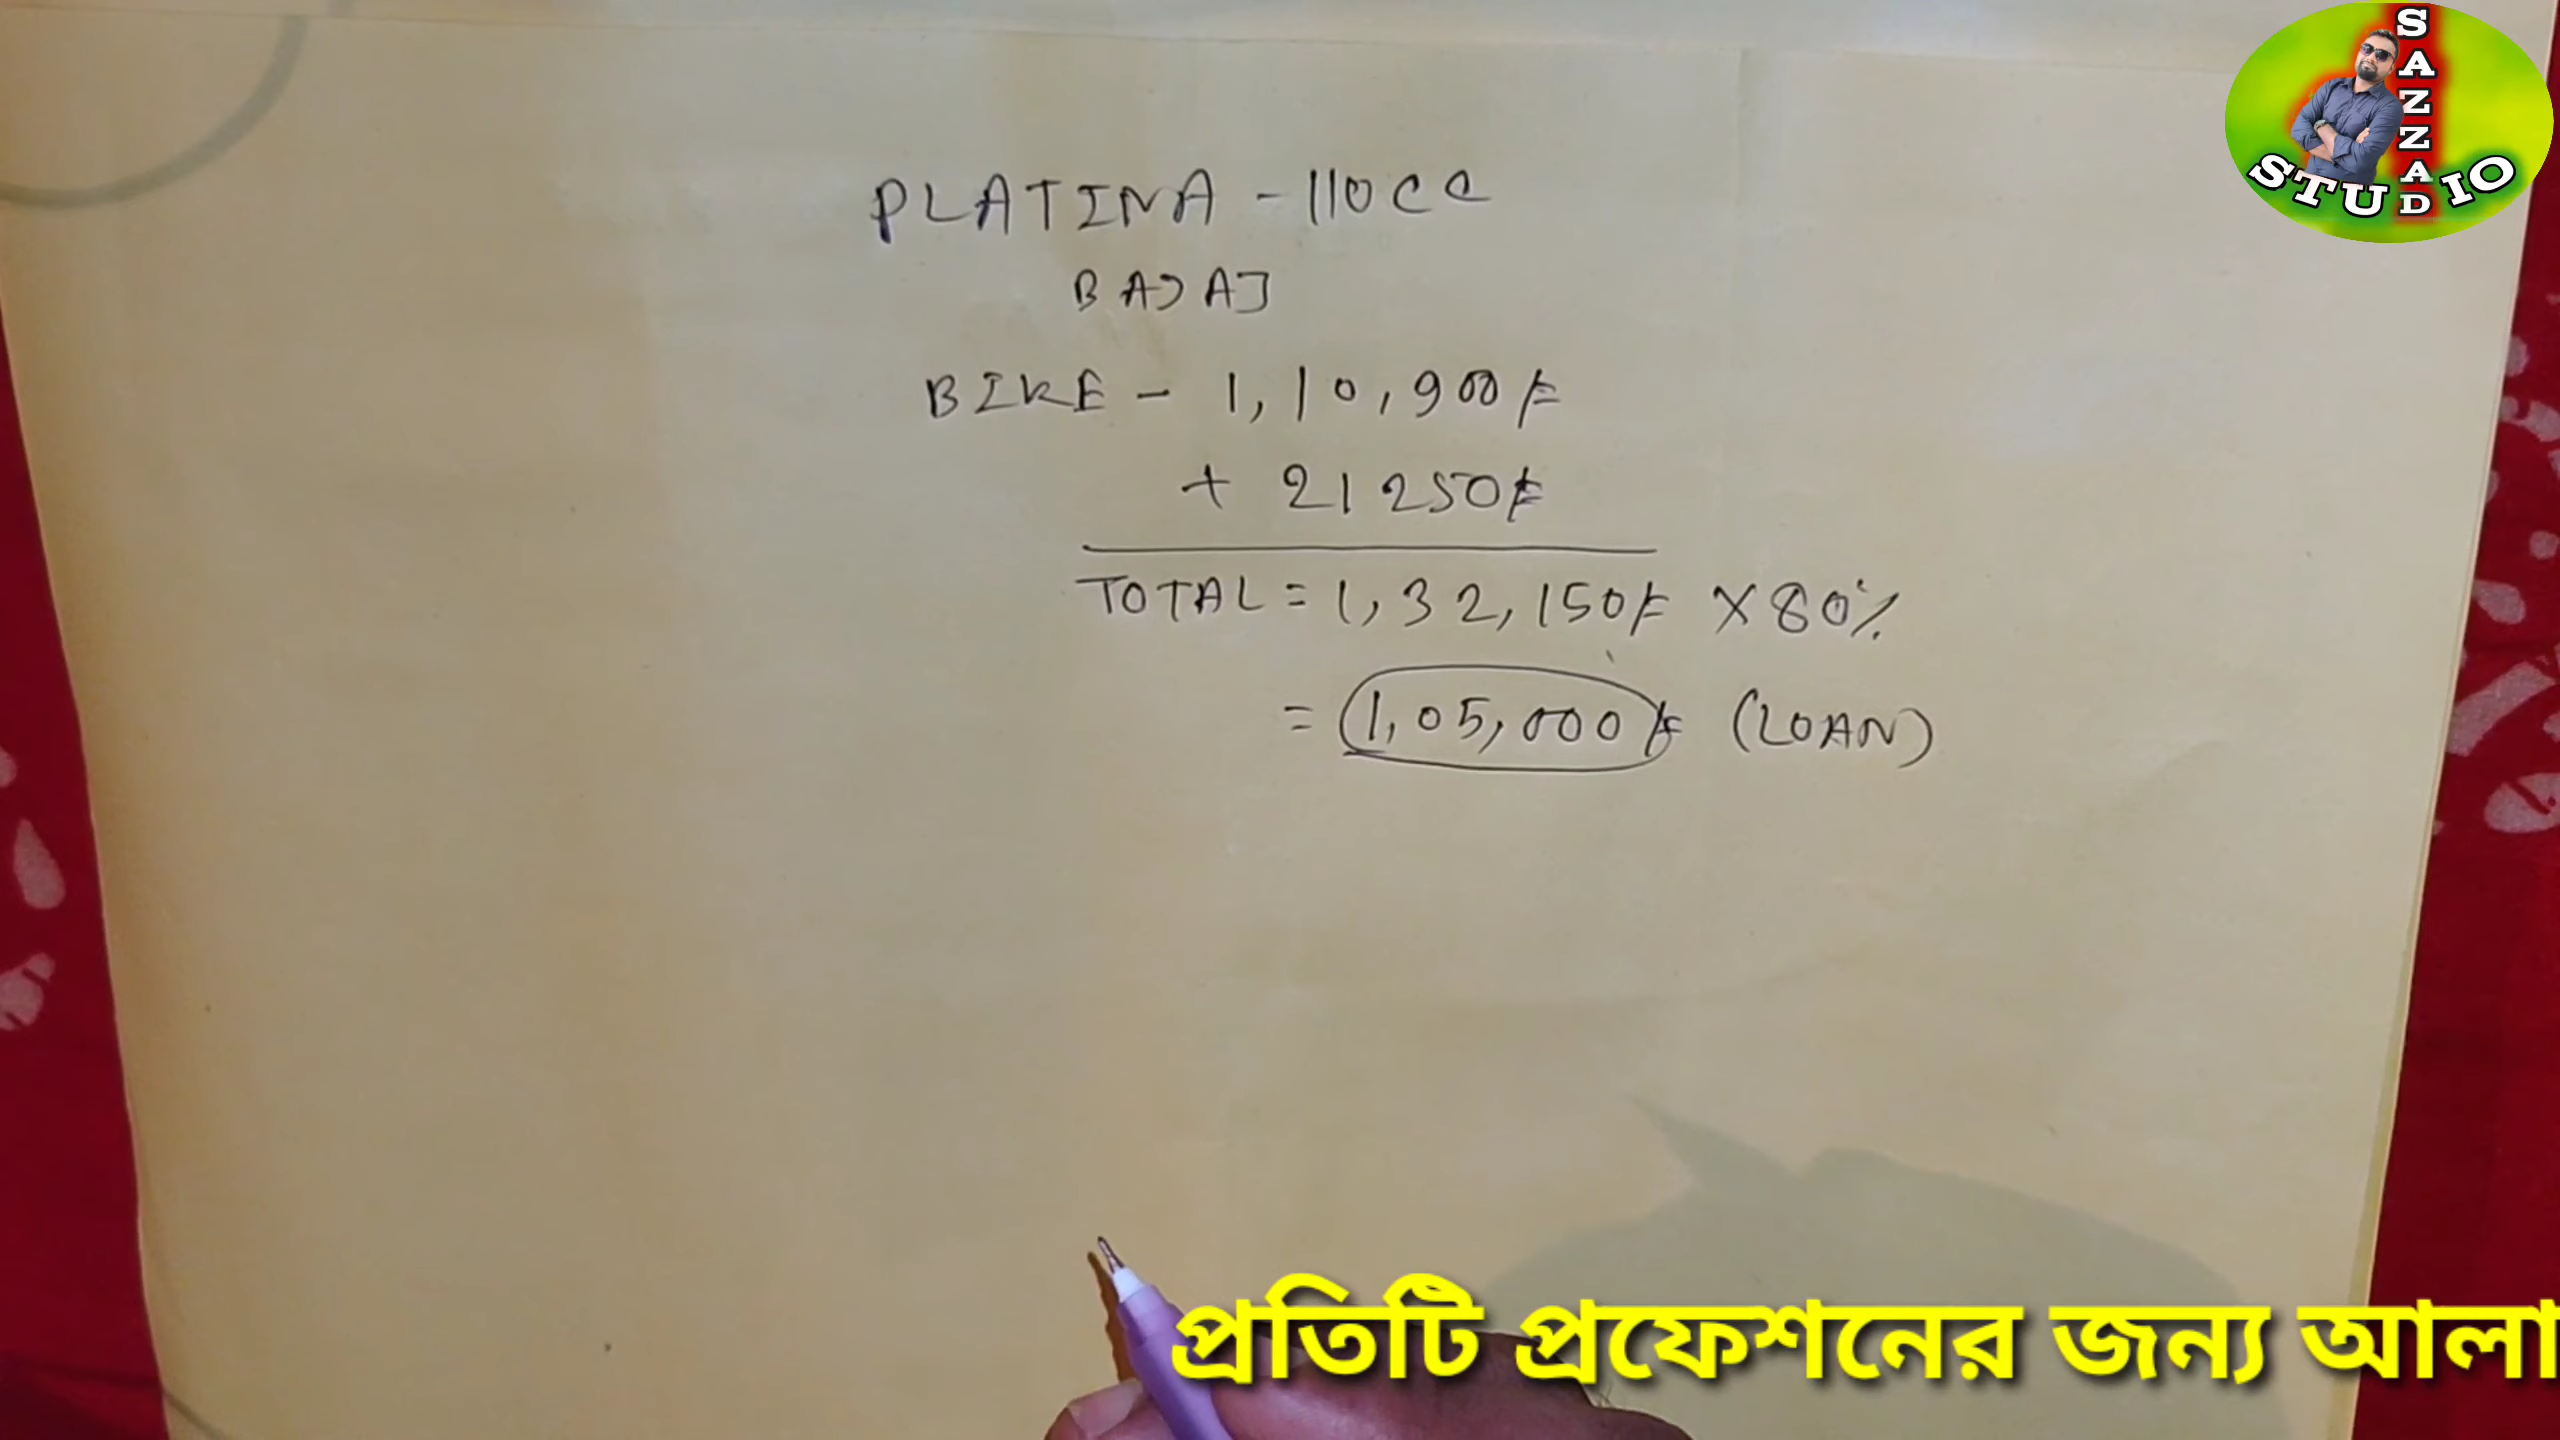 PLATINA - 110CC
BAJAJ
BIKE - 1,10,900/=
+ 21250/=
TOTAL = 1,32,150/= X 80%
= 1,05,000/= (LOAN)
SAZZAD
STUDIO
প্রতিটি প্রফেশনের জন্য আলা